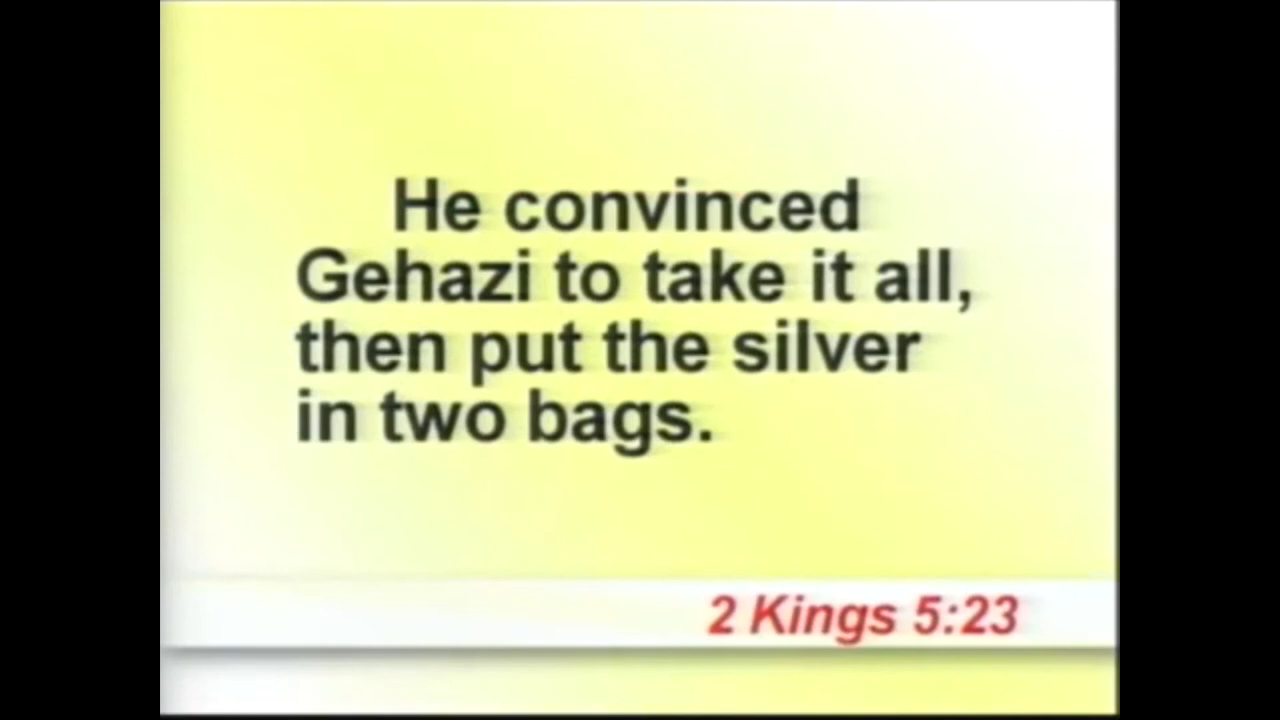 He convinced
Gehazi to take it all,
then put the silver
in two bags.
2 Kings 5:23